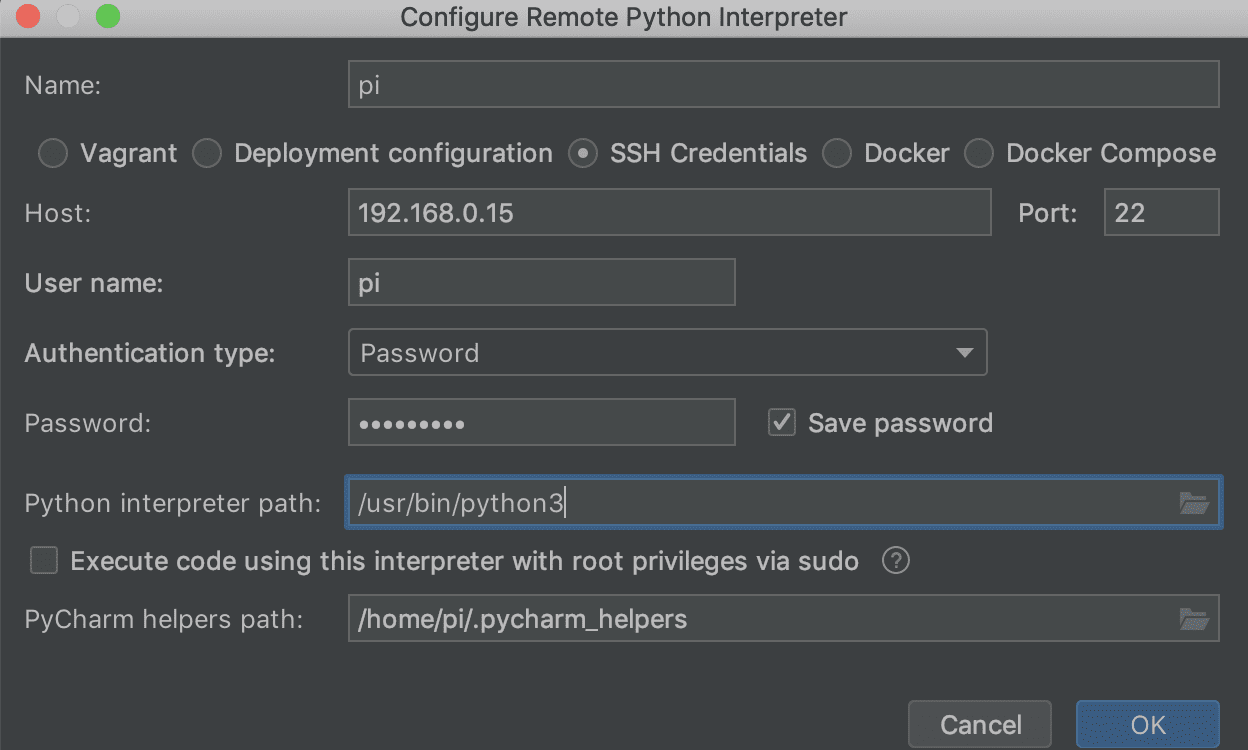 Configure Remote Python Interpreter
Name: pi
Vagrant Deployment configuration SSH Credentials Docker Docker Compose
Host: 192.168.0.15 Port: 22
User name: pi
Authentication type: Password
Password: ••••••••• Save password
Python interpreter path: /usr/bin/python3
Execute code using this interpreter with root privileges via sudo ?
PyCharm helpers path: /home/pi/.pycharm_helpers
Cancel OK